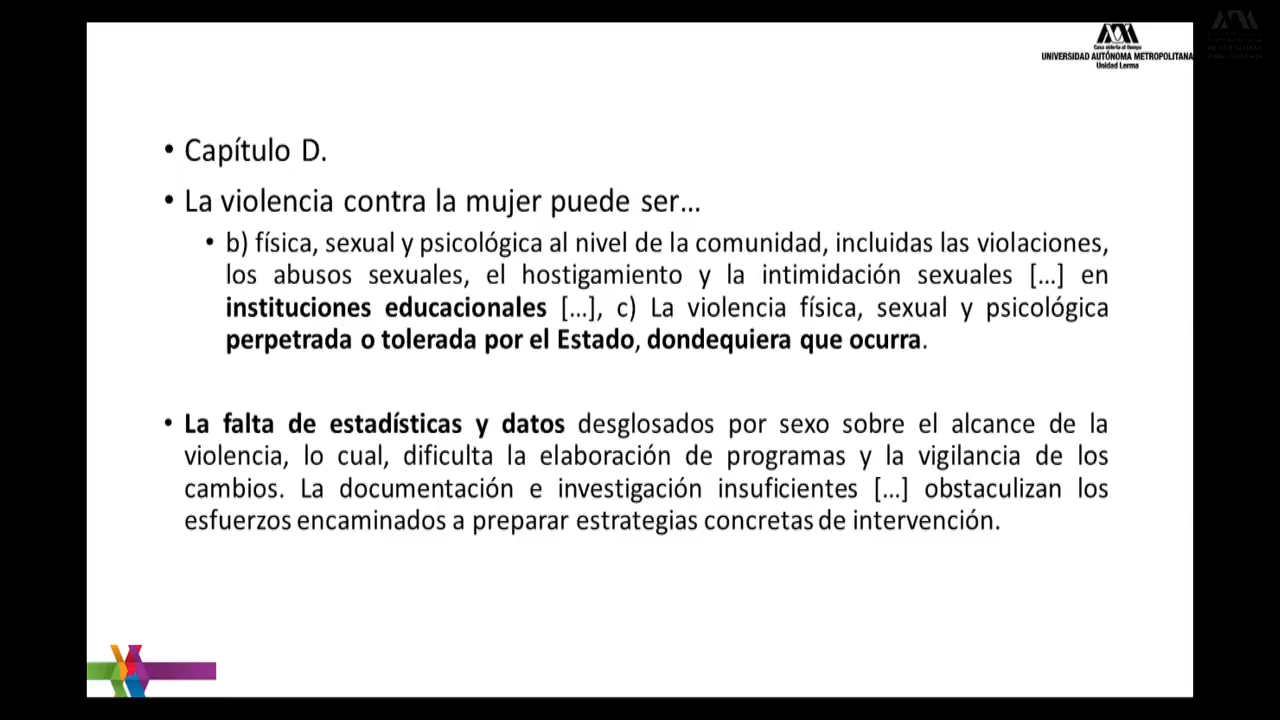 Casa abierta al tiempo
UNIVERSIDAD AUTÓNOMA METROPOLITANA
Unidad Lerma
• Capítulo D.
• La violencia contra la mujer puede ser...
• b) física, sexual y psicológica al nivel de la comunidad, incluidas las violaciones,
los abusos sexuales, el hostigamiento y la intimidación sexuales [...] en
instituciones educacionales [...], c) La violencia física, sexual y psicológica
perpetrada o tolerada por el Estado, dondequiera que ocurra.
• La falta de estadísticas y datos desglosados por sexo sobre el alcance de la
violencia, lo cual, dificulta la elaboración de programas y la vigilancia de los
cambios. La documentación e investigación insuficientes [...] obstaculizan los
esfuerzos encaminados a preparar estrategias concretas de intervención.